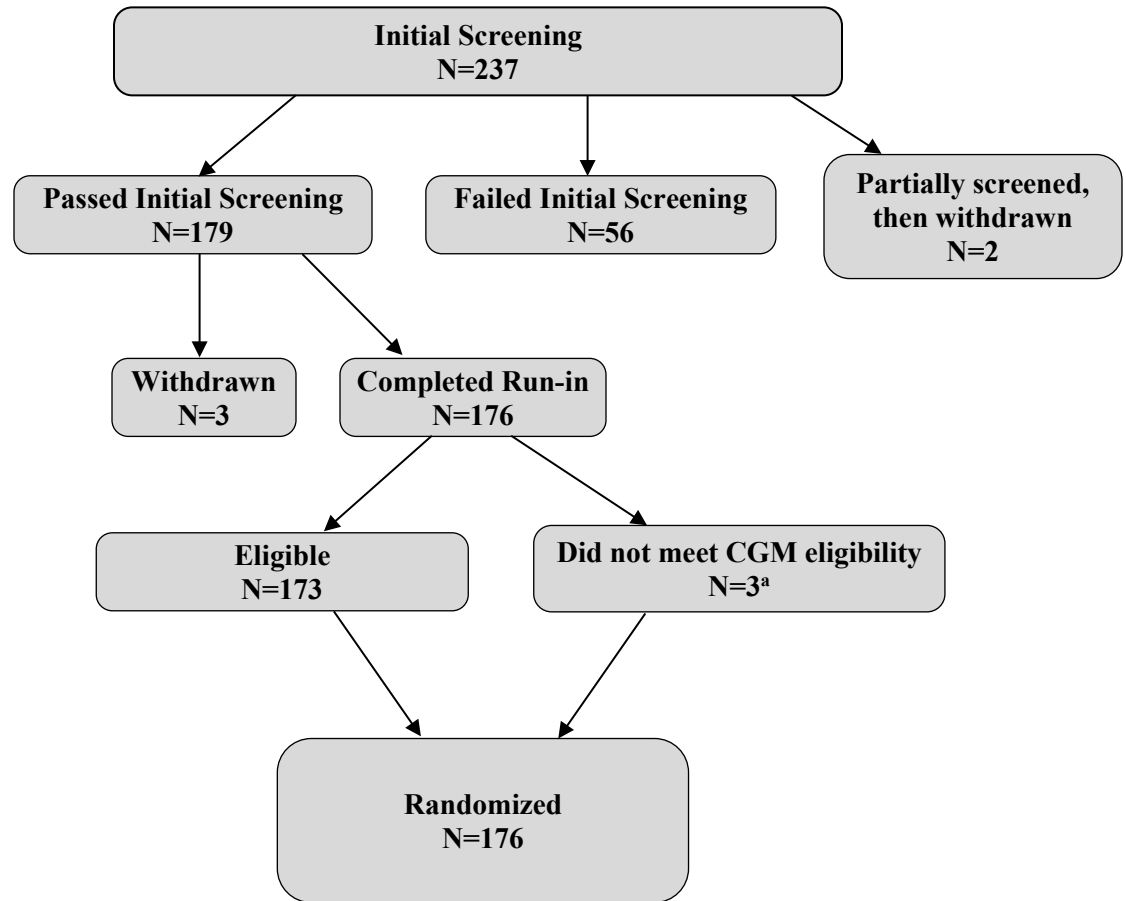 Initial Screening
N=237
Passed Initial Screening
N=179
Failed Initial Screening
N=56
Partially screened,
then withdrawn
N=2
Withdrawn
N=3
Completed Run-in
N=176
Eligible
N=173
Did not meet CGM eligibility
N=3ᵃ
Randomized
N=176